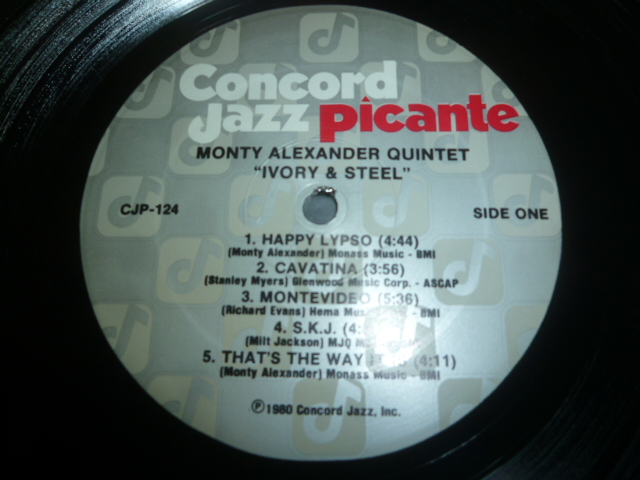 Concord
Jazz picante
MONTY ALEXANDER QUINTET
"IVORY & STEEL"
CJP-124
SIDE ONE
1. HAPPY LYPSO (4:44)
(Monty Alexander) Monass Music - BMI
2. CAVATINA (3:56)
(Stanley Myers) Glenwood Music Corp. - ASCAP
3. MONTEVIDEO (5:36)
(Richard Evans) Hema - BMI
4. S.K.J. (4:
(Milt Jackson) MJQ
5. THAT'S THE WAY (4:11)
(Monty Alexander) Monass Music - BMI
℗ 1980 Concord Jazz, Inc.